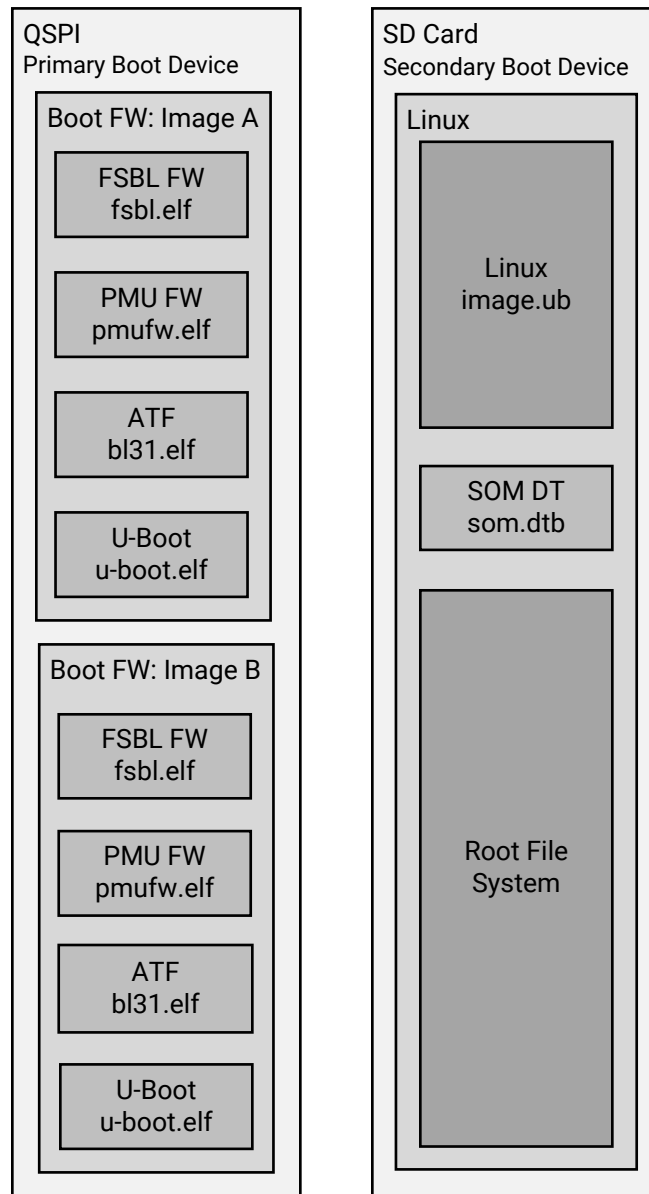 QSPI
Primary Boot Device
Boot FW: Image A
FSBL FW
fsbl.elf
PMU FW
pmufw.elf
ATF
bl31.elf
U-Boot
u-boot.elf
Boot FW: Image B
FSBL FW
fsbl.elf
PMU FW
pmufw.elf
ATF
bl31.elf
U-Boot
u-boot.elf
SD Card
Secondary Boot Device
Linux
Linux
image.ub
SOM DT
som.dtb
Root File
System